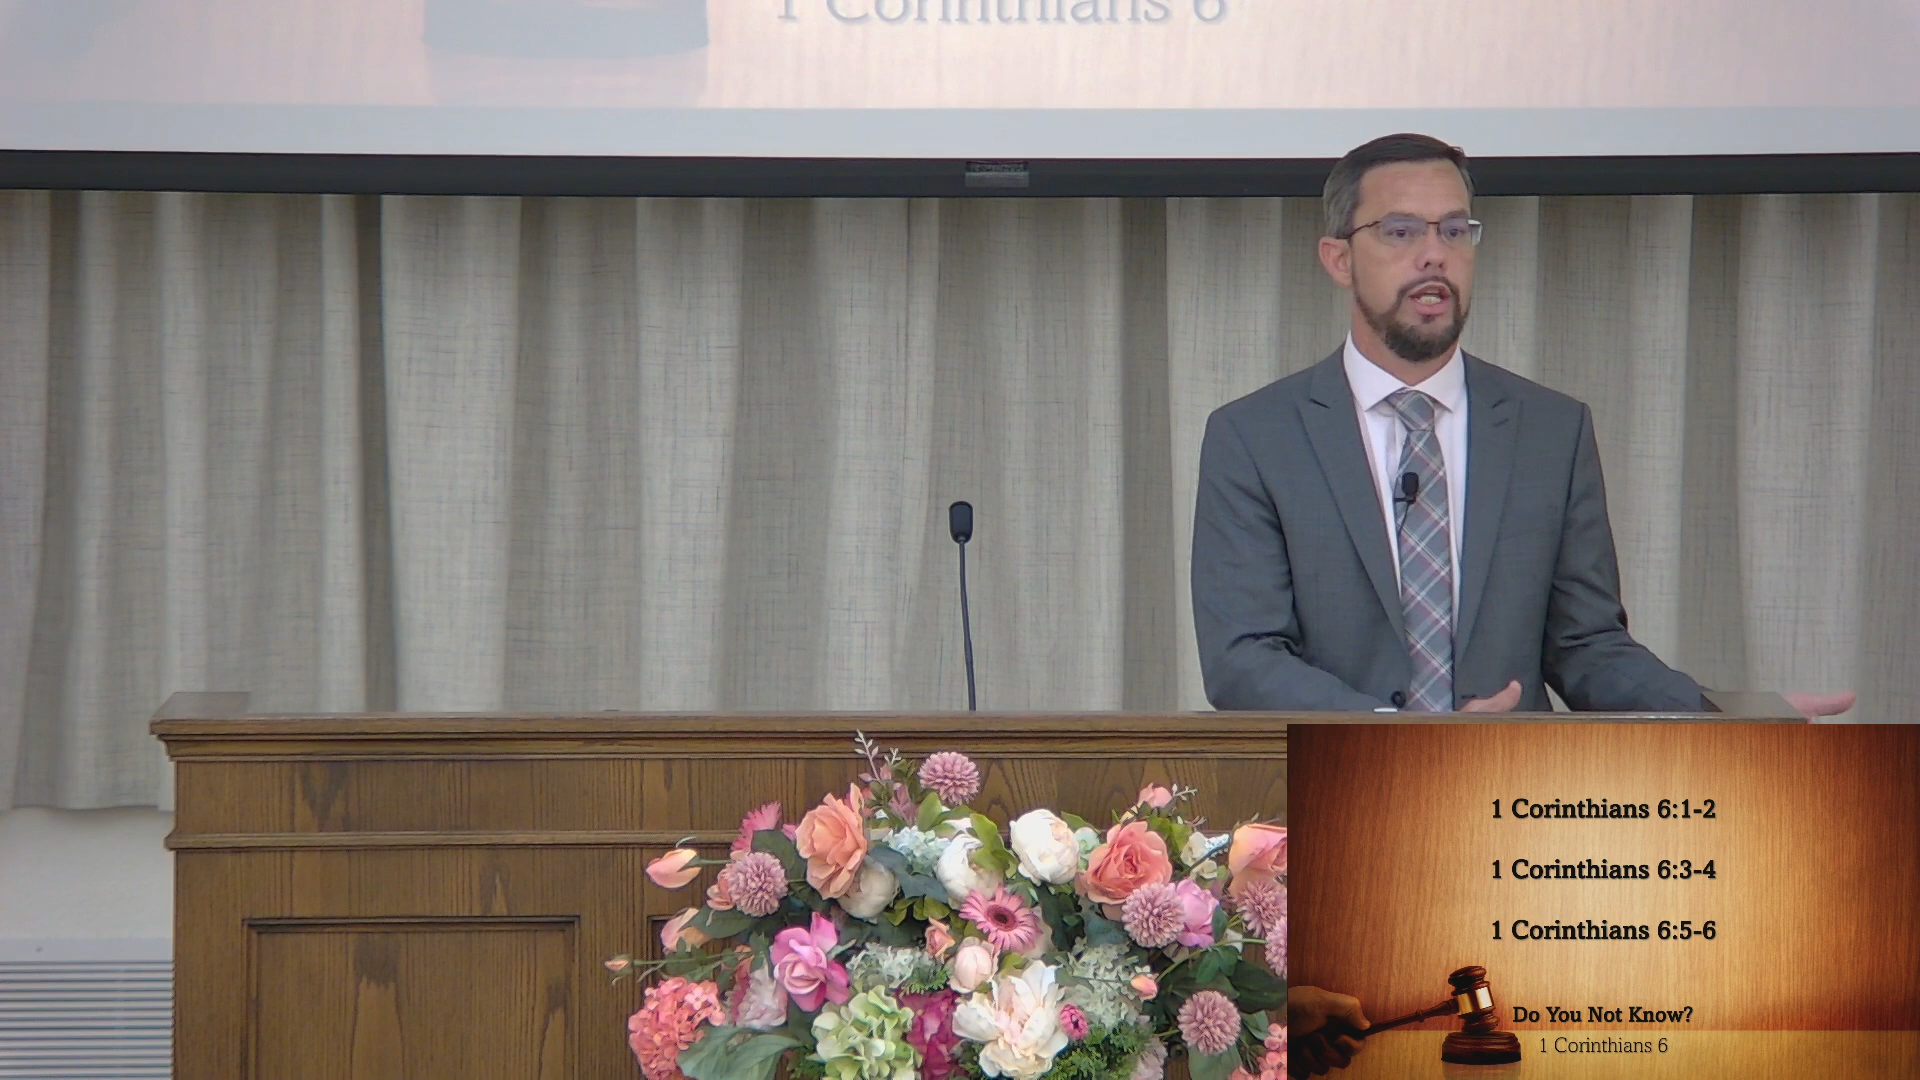 1 Corinthians 6
1 Corinthians 6:1-2
1 Corinthians 6:3-4
1 Corinthians 6:5-6
Do You Not Know?
1 Corinthians 6